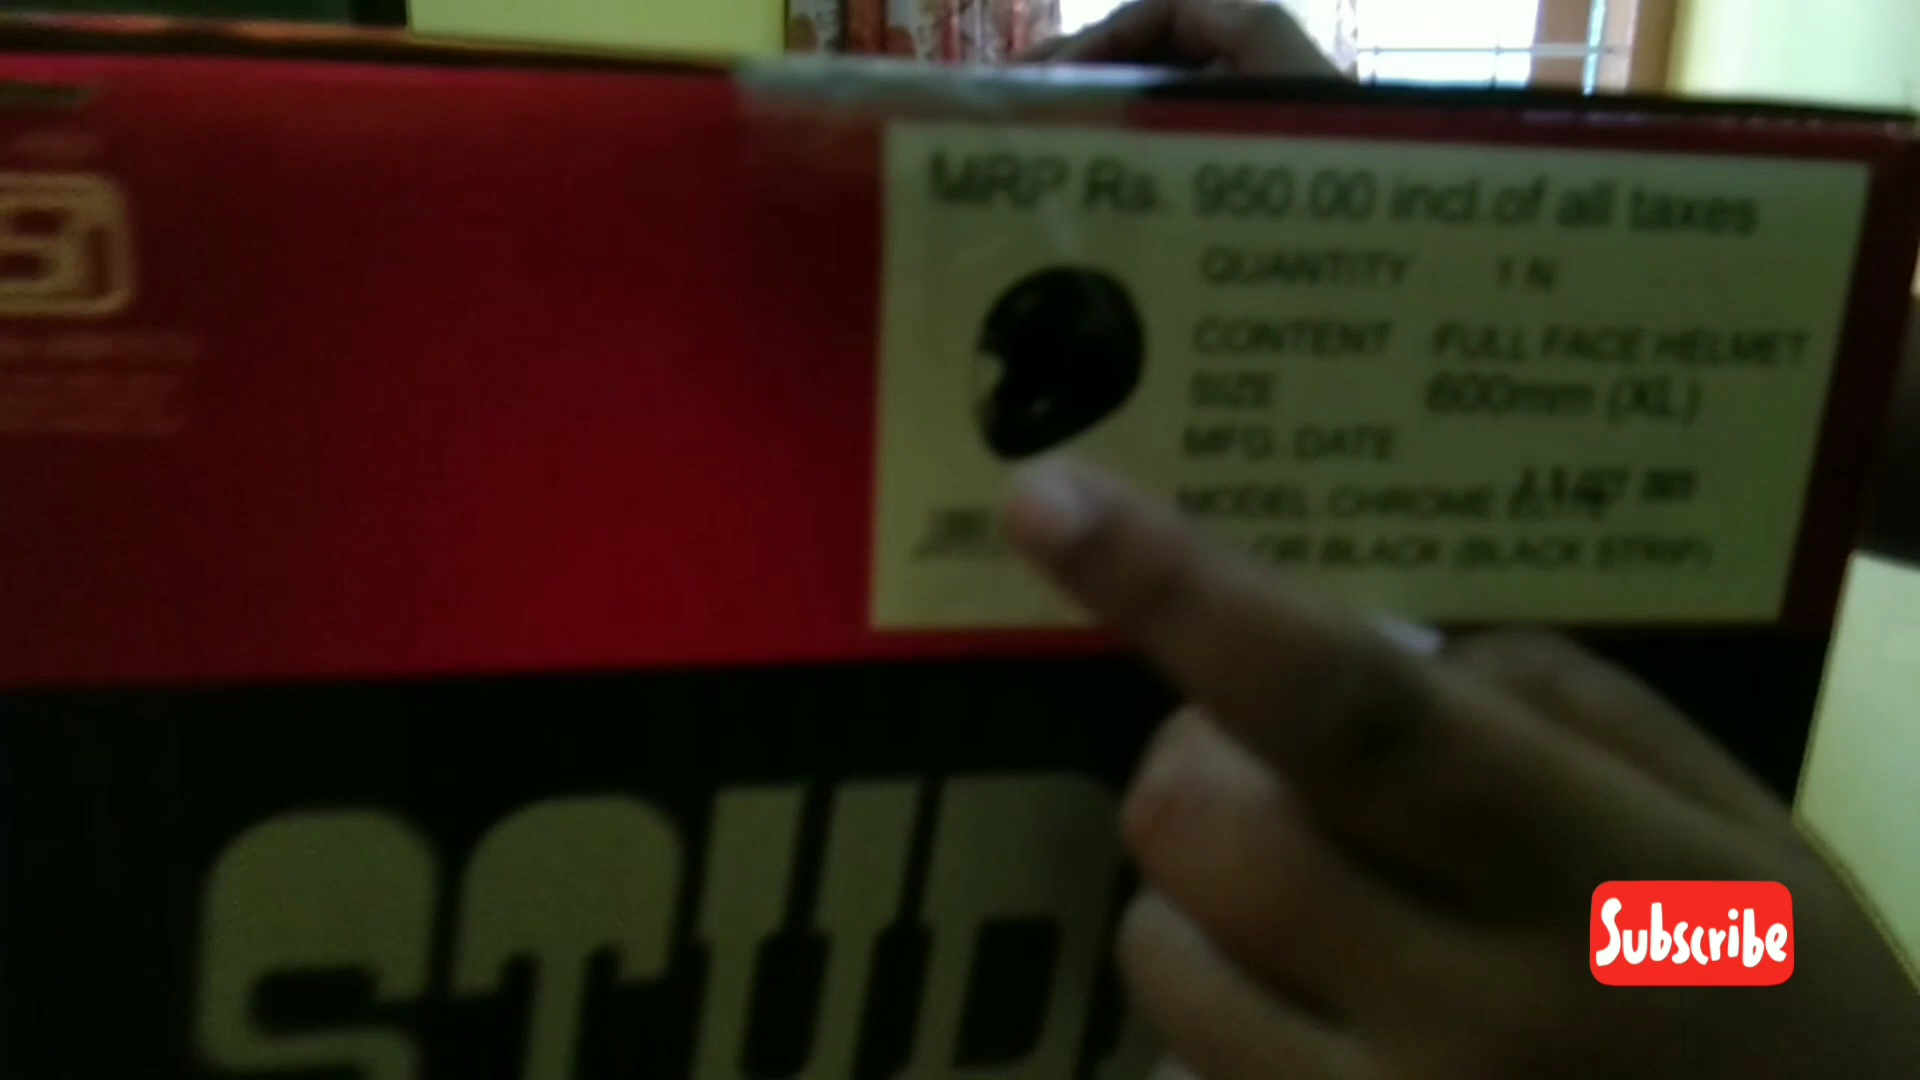 MRP Rs. 950.00 incl.of all taxes
QUANTITY 1 N
CONTENT FULL FACE HELMET
SIZE 600mm (XL)
MFG. DATE
MODEL CHROME
OR BLACK (BLACK STRIP)
STUD
Subscribe